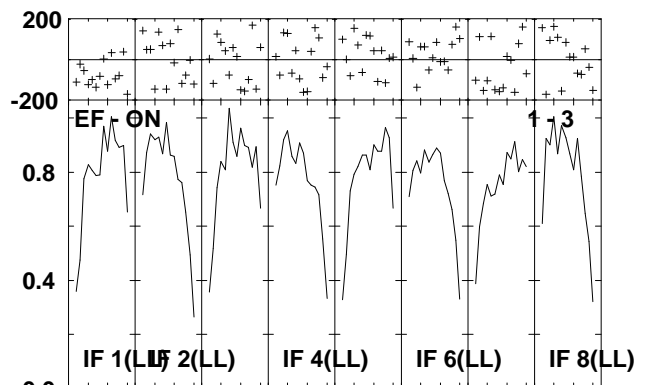 200
-200
EF - ON 1 - 3
0.8
0.4
IF 1(LL) IF 2(LL) IF 4(LL) IF 6(LL) IF 8(LL)